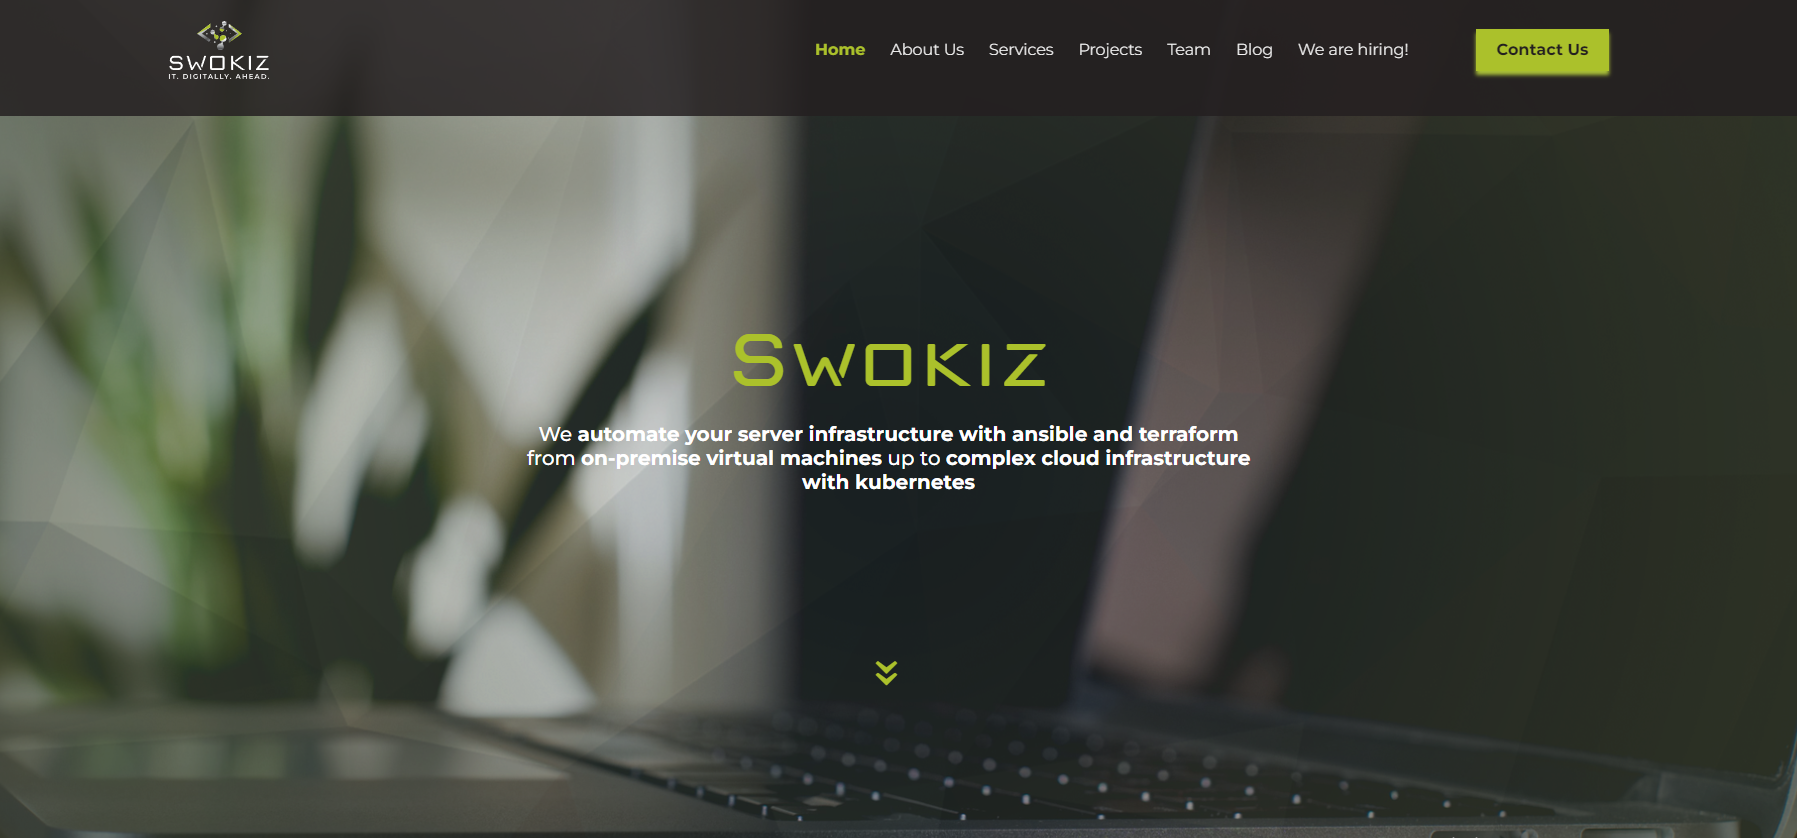 SWOKIZ
IT. DIGITALLY. AHEAD.
Home About Us Services Projects Team Blog We are hiring! Contact Us
Swokiz
We automate your server infrastructure with ansible and terraform
from on-premise virtual machines up to complex cloud infrastructure
with kubernetes